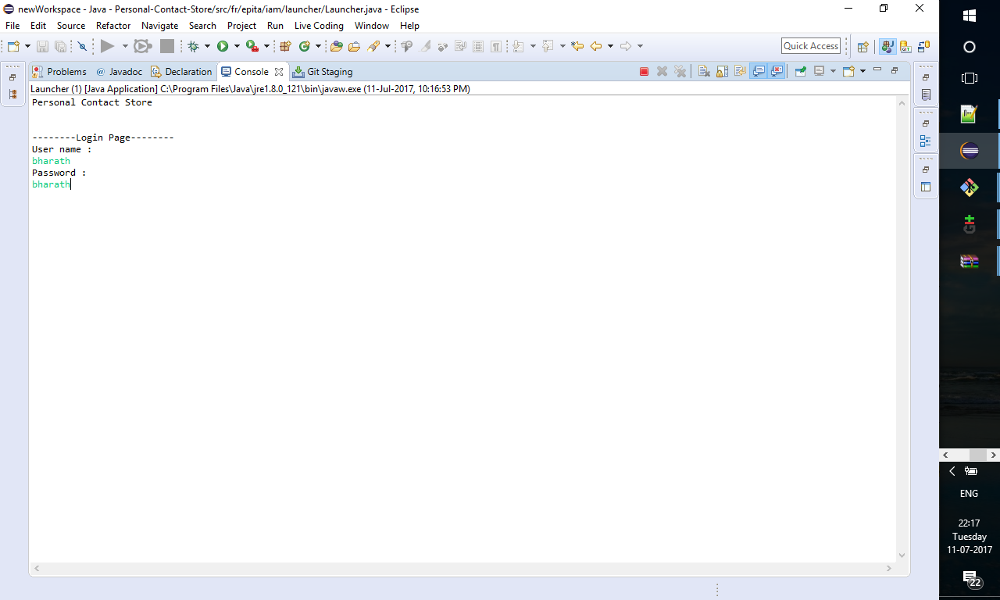 newWorkspace - Java - Personal-Contact-Store/src/fr/epita/iam/launcher/Launcher.java - Eclipse
File Edit Source Refactor Navigate Search Project Run Live Coding Window Help
Quick Access
Problems @ Javadoc Declaration Console Git Staging
Launcher (1) [Java Application] C:\Program Files\Java\jre1.8.0_121\bin\javaw.exe (11-Jul-2017, 10:16:53 PM)
Personal Contact Store
--------Login Page--------
User name :
bharath
Password :
bharath
ENG
22:17
Tuesday
11-07-2017
22